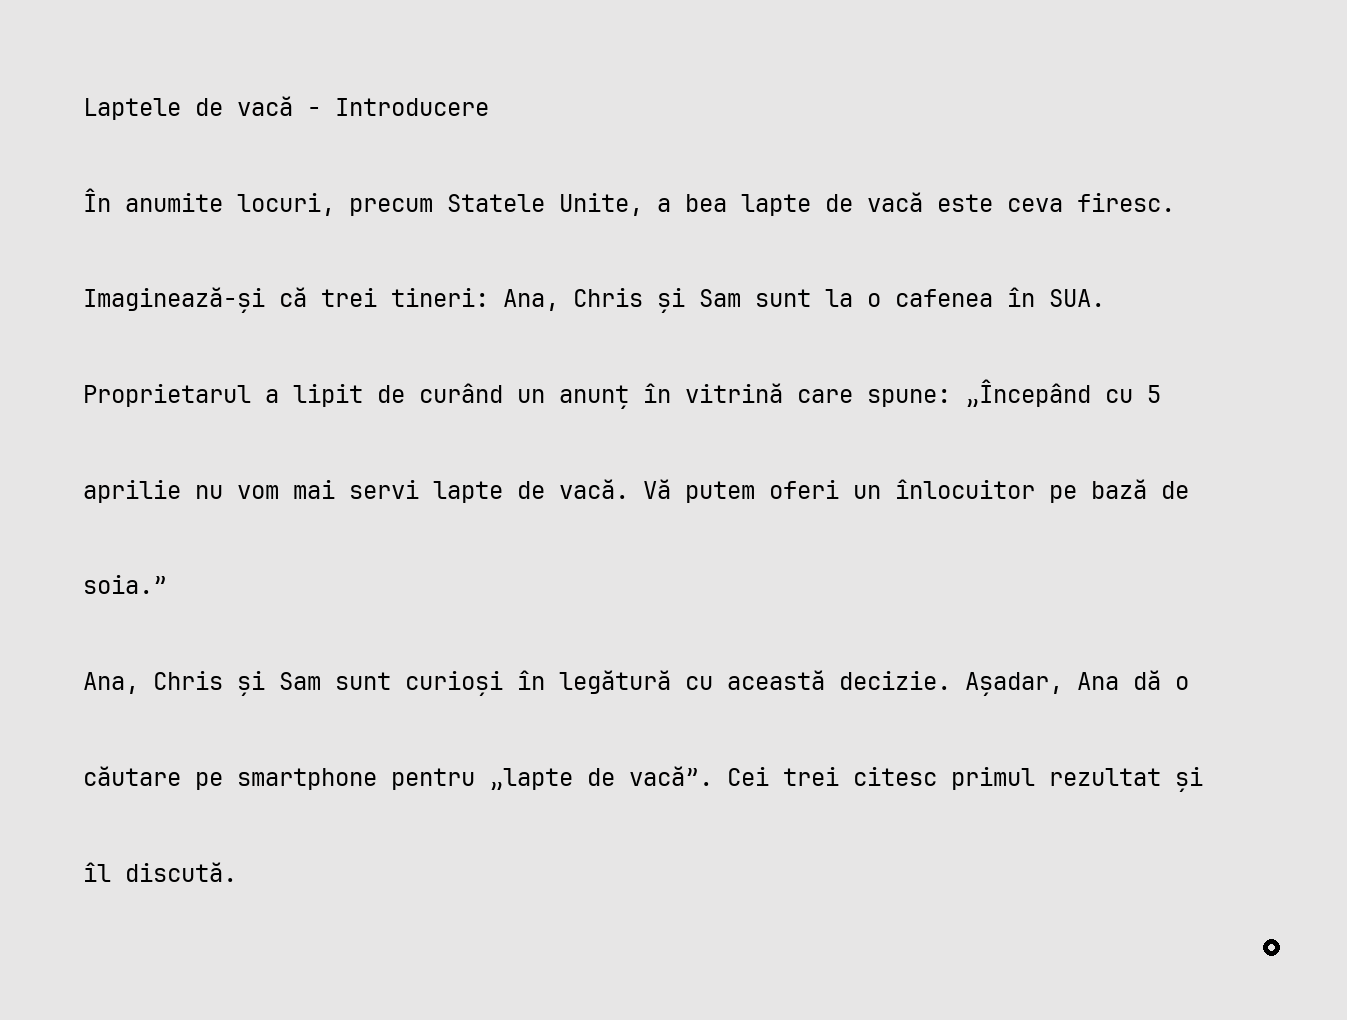 Laptele de vacă - Introducere
În anumite locuri, precum Statele Unite, a bea lapte de vacă este ceva firesc.
Imaginează-și că trei tineri: Ana, Chris și Sam sunt la o cafenea în SUA.
Proprietarul a lipit de curând un anunț în vitrină care spune: „Începând cu 5
aprilie nu vom mai servi lapte de vacă. Vă putem oferi un înlocuitor pe bază de
soia.”
Ana, Chris și Sam sunt curioși în legătură cu această decizie. Așadar, Ana dă o
căutare pe smartphone pentru „lapte de vacă”. Cei trei citesc primul rezultat și
îl discută.